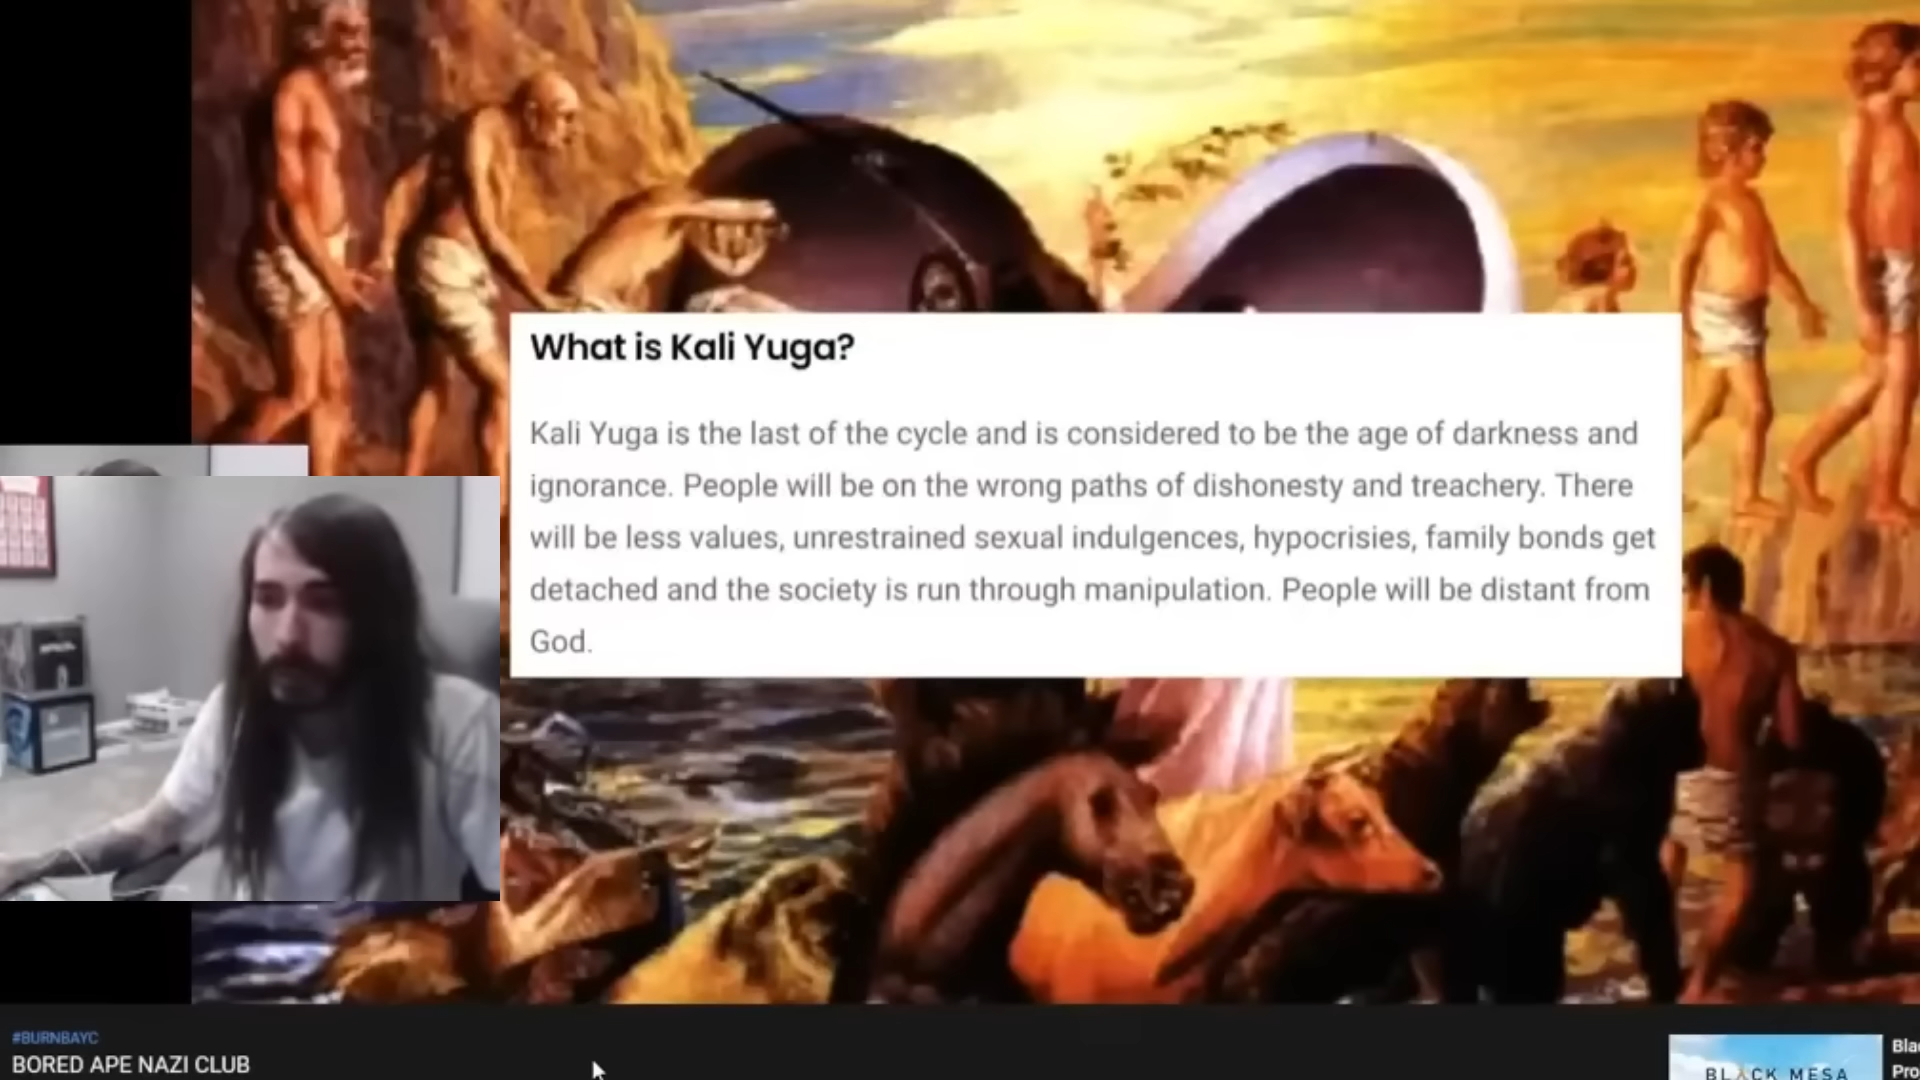 What is Kali Yuga?
Kali Yuga is the last of the cycle and is considered to be the age of darkness and
ignorance. People will be on the wrong paths of dishonesty and treachery. There
will be less values, unrestrained sexual indulgences, hypocrisies, family bonds get
detached and the society is run through manipulation. People will be distant from
God.
#BURNBAYC
BORED APE NAZI CLUB
BLACK MESA